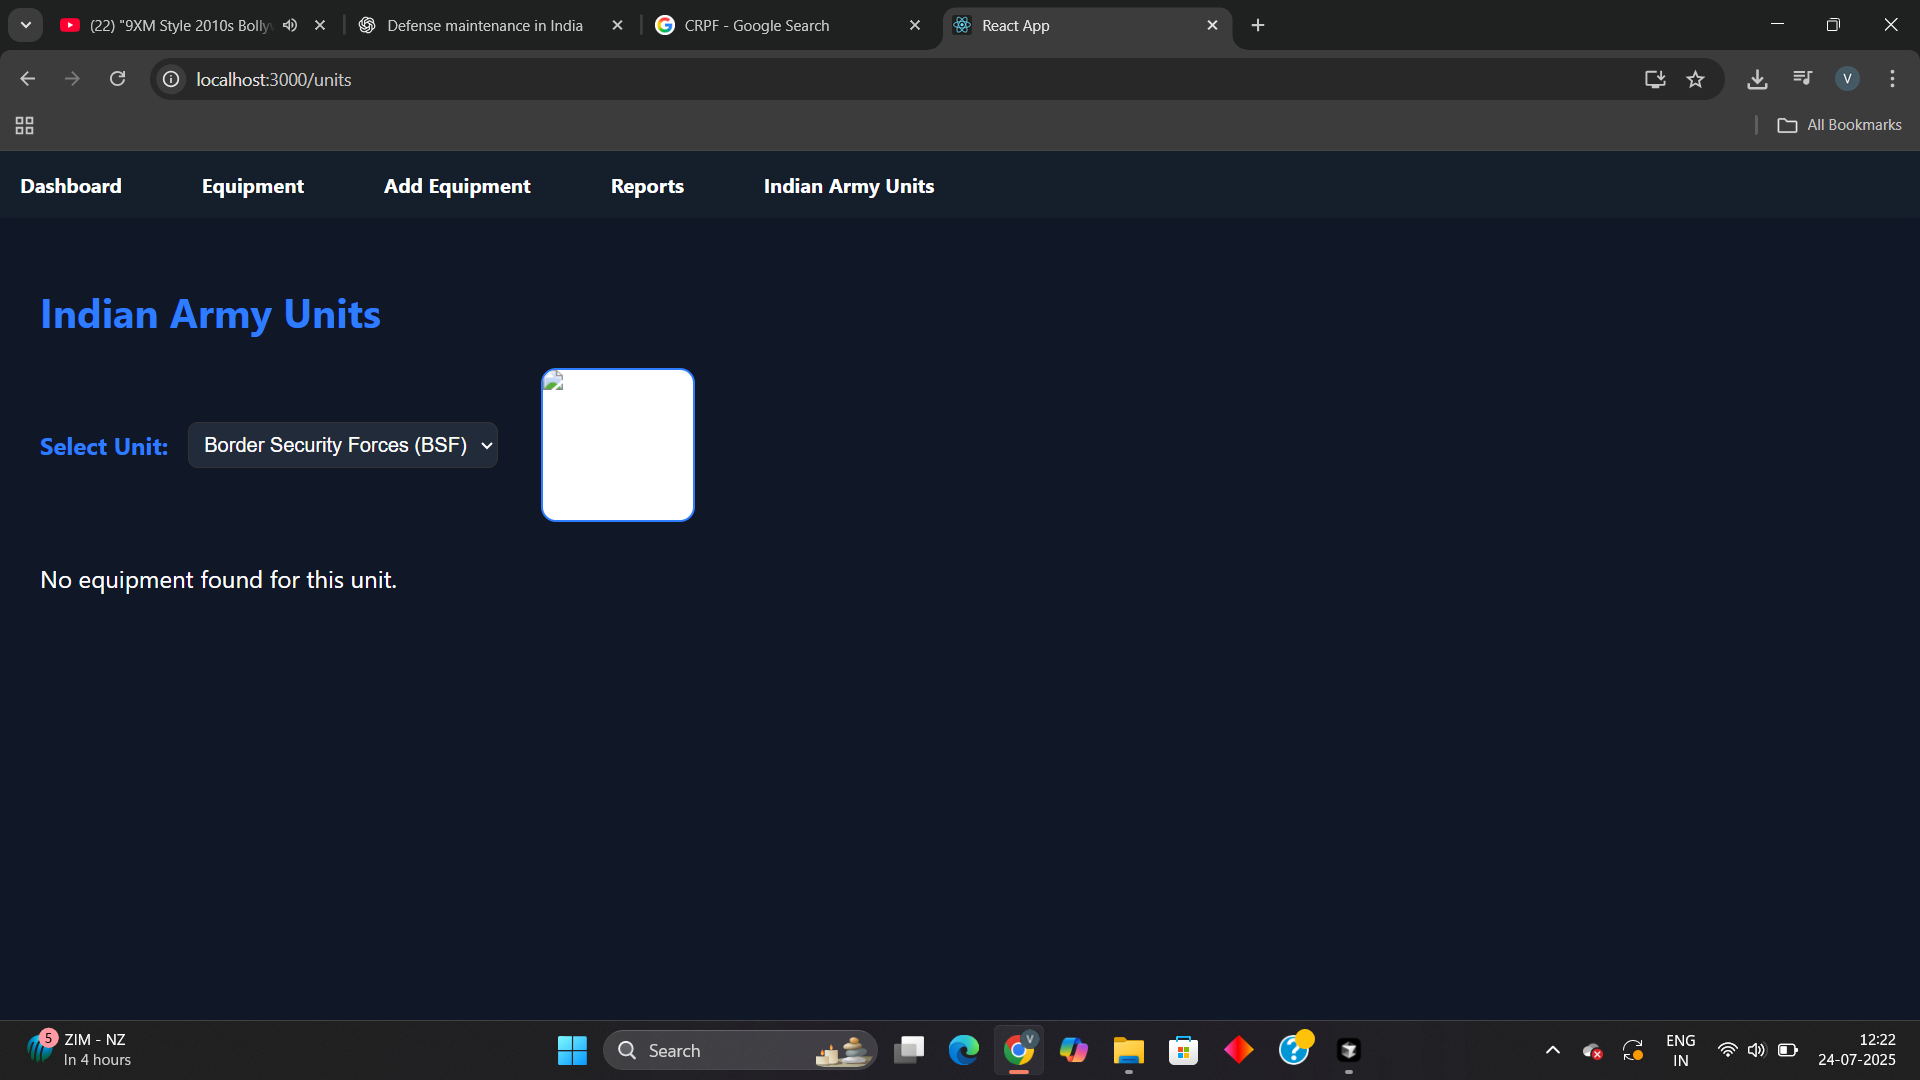 (22) "9XM Style 2010s Bolly
Defense maintenance in India
CRPF - Google Search
React App
localhost:3000/units
V
All Bookmarks
Dashboard
Equipment
Add Equipment
Reports
Indian Army Units
Indian Army Units
Select Unit:
Border Security Forces (BSF)
No equipment found for this unit.
5
ZIM - NZ
In 4 hours
Search
V
ENG
IN
12:22
24-07-2025